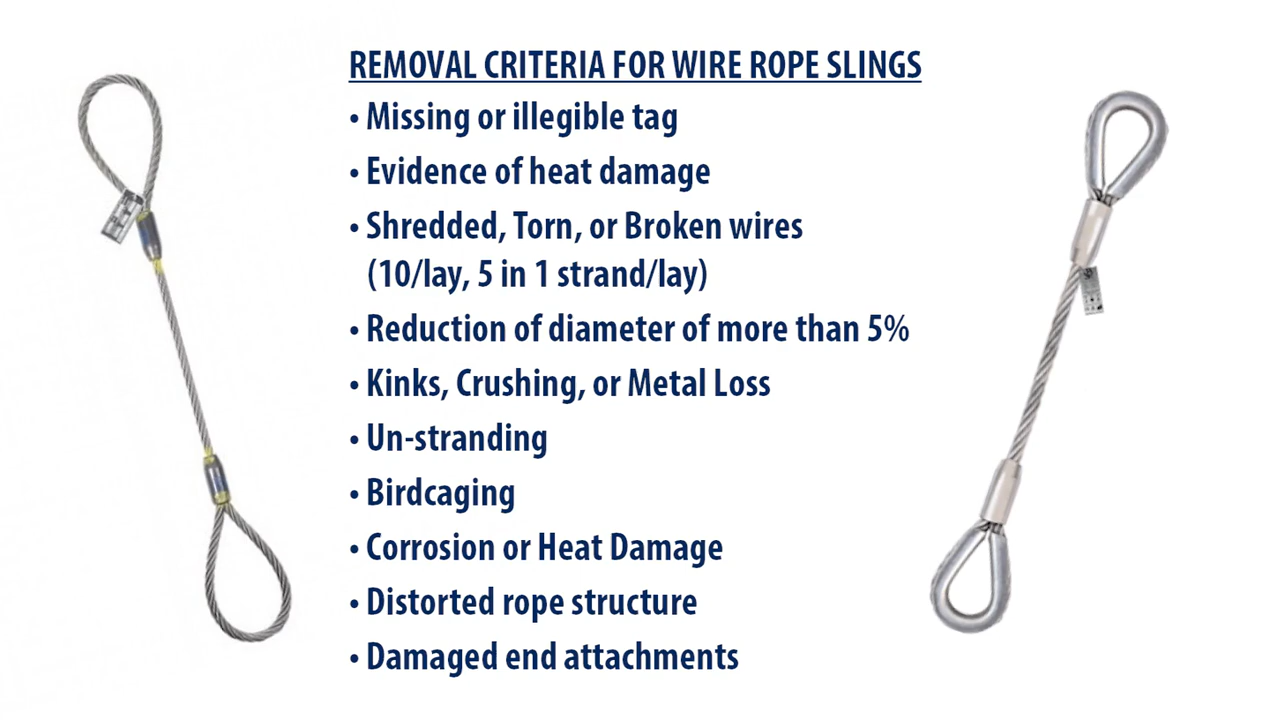 REMOVAL CRITERIA FOR WIRE ROPE SLINGS
• Missing or illegible tag
• Evidence of heat damage
• Shredded, Torn, or Broken wires
(10/lay, 5 in 1 strand/lay)
• Reduction of diameter of more than 5%
• Kinks, Crushing, or Metal Loss
• Un-stranding
• Birdcaging
• Corrosion or Heat Damage
• Distorted rope structure
• Damaged end attachments